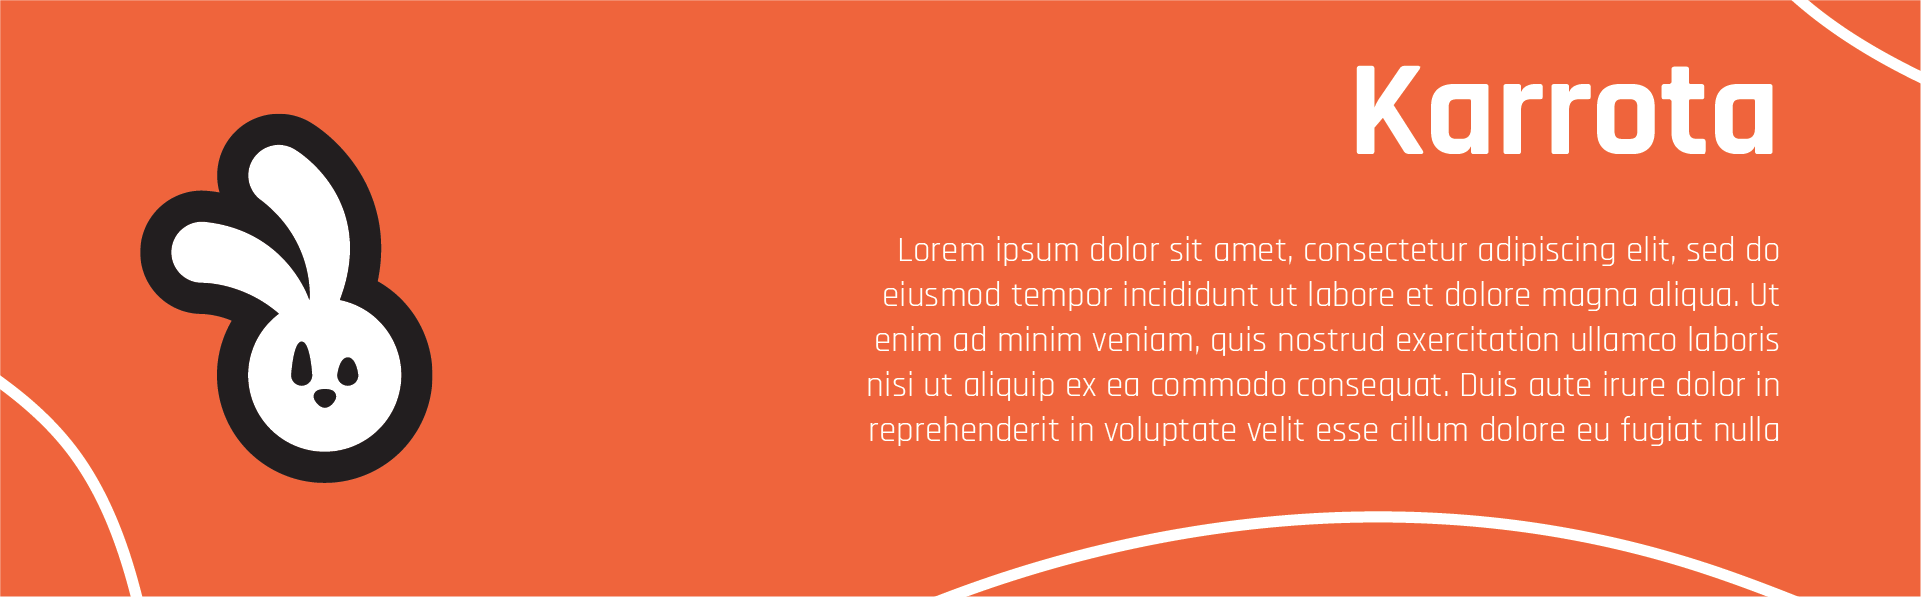 Karrota
Lorem ipsum dolor sit amet, consectetur adipiscing elit, sed do
eiusmod tempor incididunt ut labore et dolore magna aliqua. Ut
enim ad minim veniam, quis nostrud exercitation ullamco laboris
nisi ut aliquip ex ea commodo consequat. Duis aute irure dolor in
reprehenderit in voluptate velit esse cillum dolore eu fugiat nulla